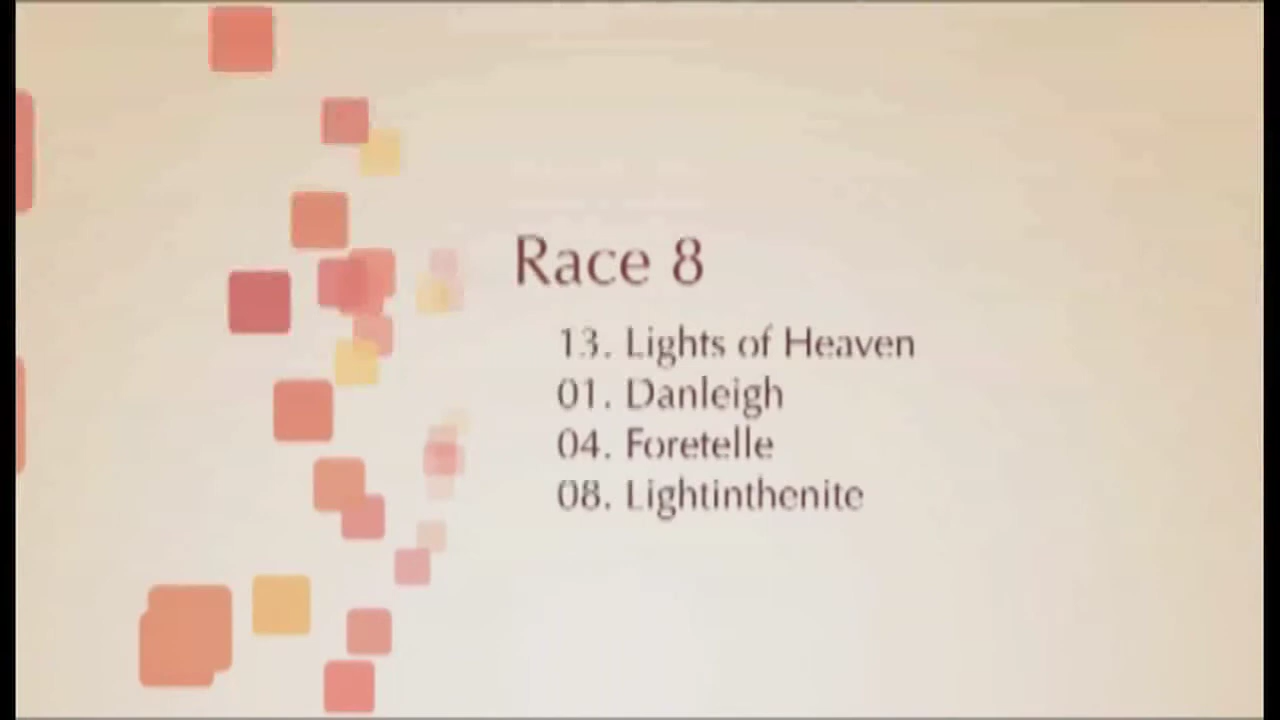 Race 8
13. Lights of Heaven
01. Danleigh
04. Foretelle
08. Lightinthenite